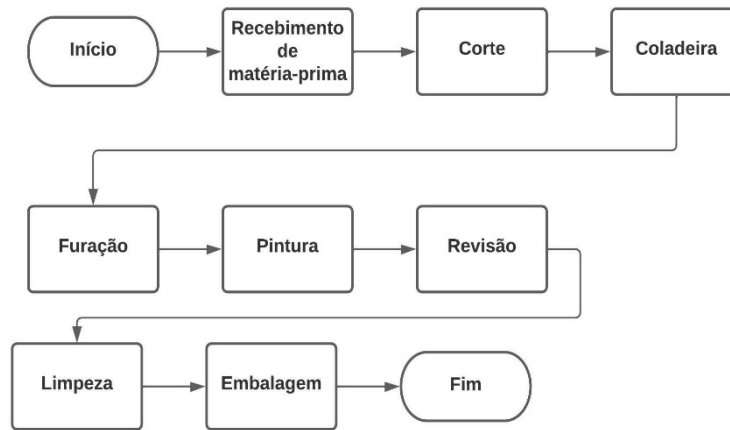 Início
Recebimento
de
matéria-prima
Corte
Coladeira
Furação
Pintura
Revisão
Limpeza
Embalagem
Fim